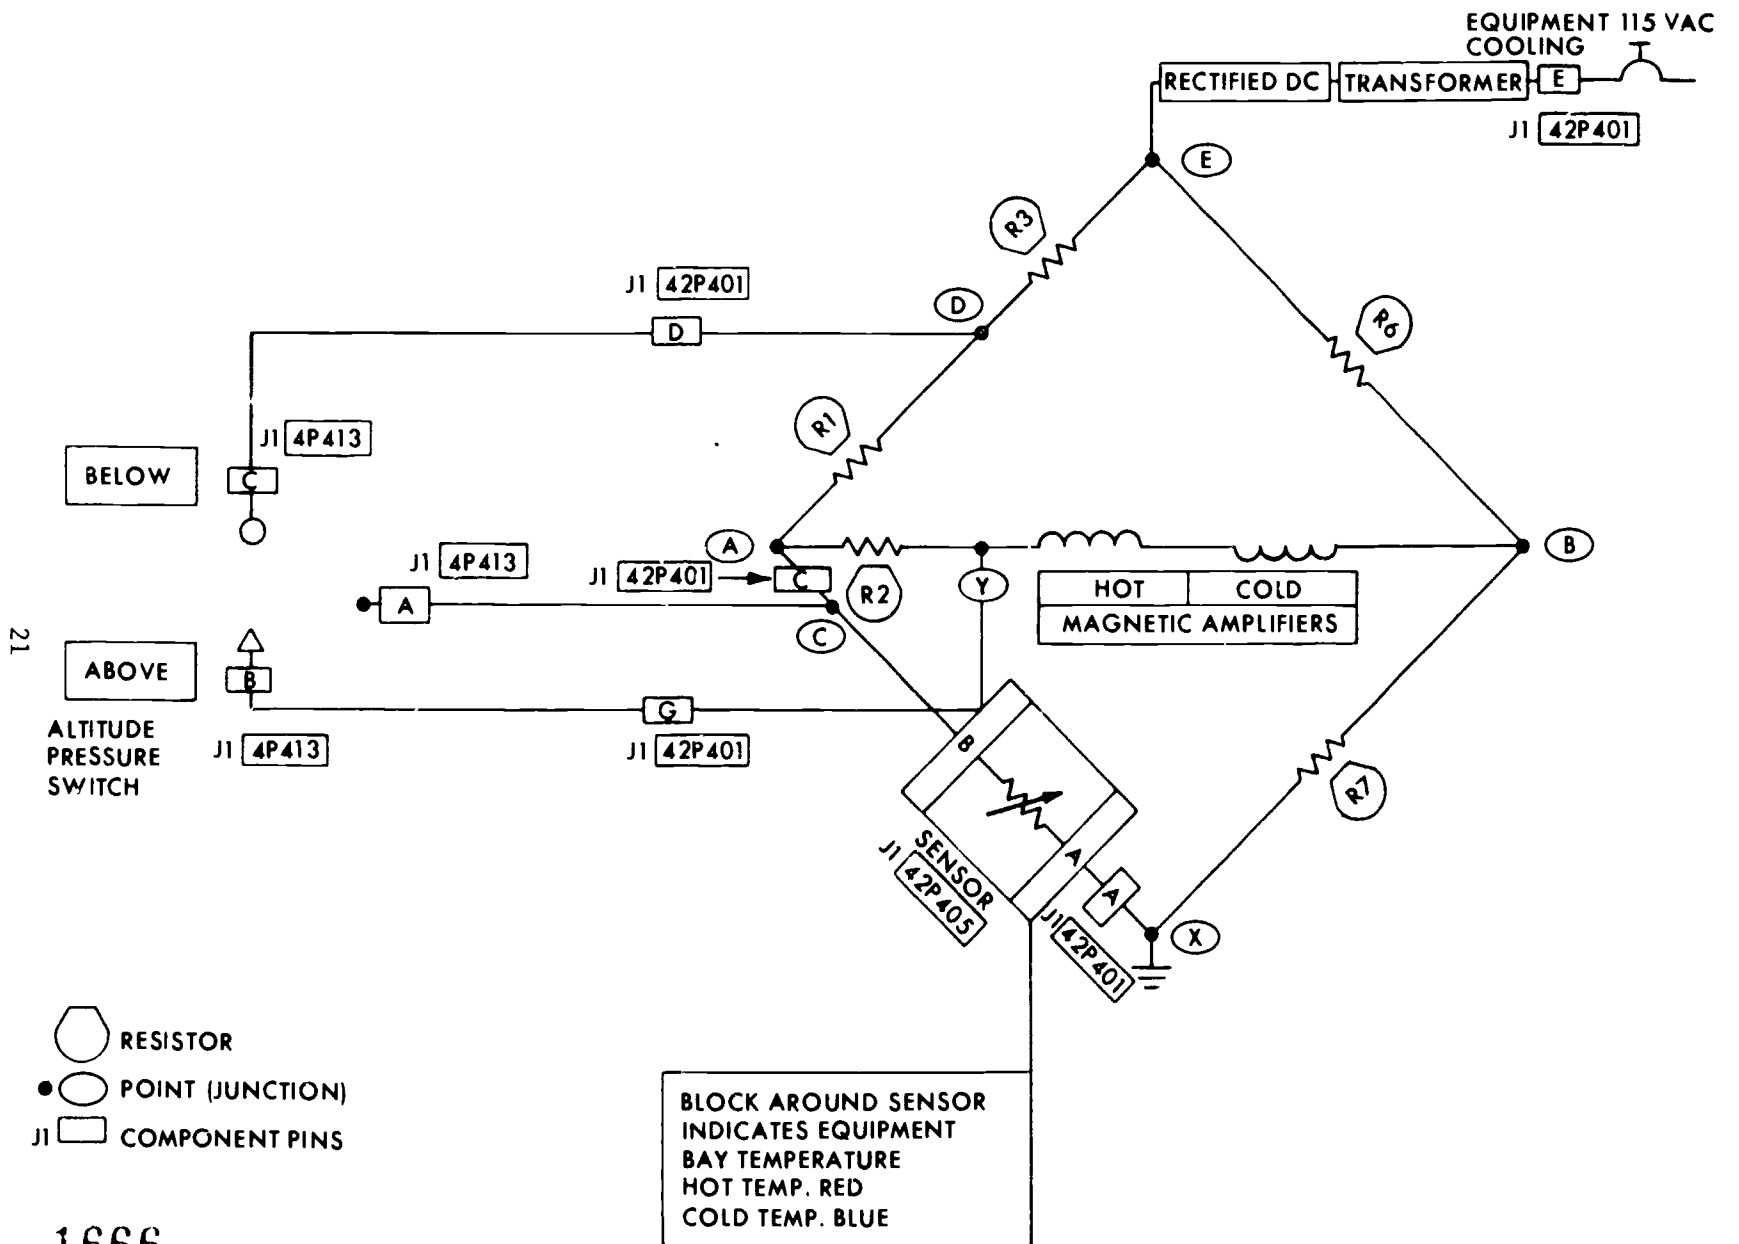 EQUIPMENT 115 VAC
COOLING
RECTIFIED DC
TRANSFORMER
E
J1 42P401
E
R3
J1 42P401
D
D
R6
J1 4P413
R1
BELOW
C
A
B
J1 4P413
J1 42P401
C
R2
Y
HOT
COLD
A
MAGNETIC AMPLIFIERS
C
21
ABOVE
B
G
ALTITUDE
PRESSURE
SWITCH
J1 4P413
J1 42P401
B
R7
SENSOR
J1 42P405
A
A
J1 42P401
X
RESISTOR
POINT (JUNCTION)
J1
COMPONENT PINS
BLOCK AROUND SENSOR
INDICATES EQUIPMENT
BAY TEMPERATURE
HOT TEMP. RED
COLD TEMP. BLUE
1666